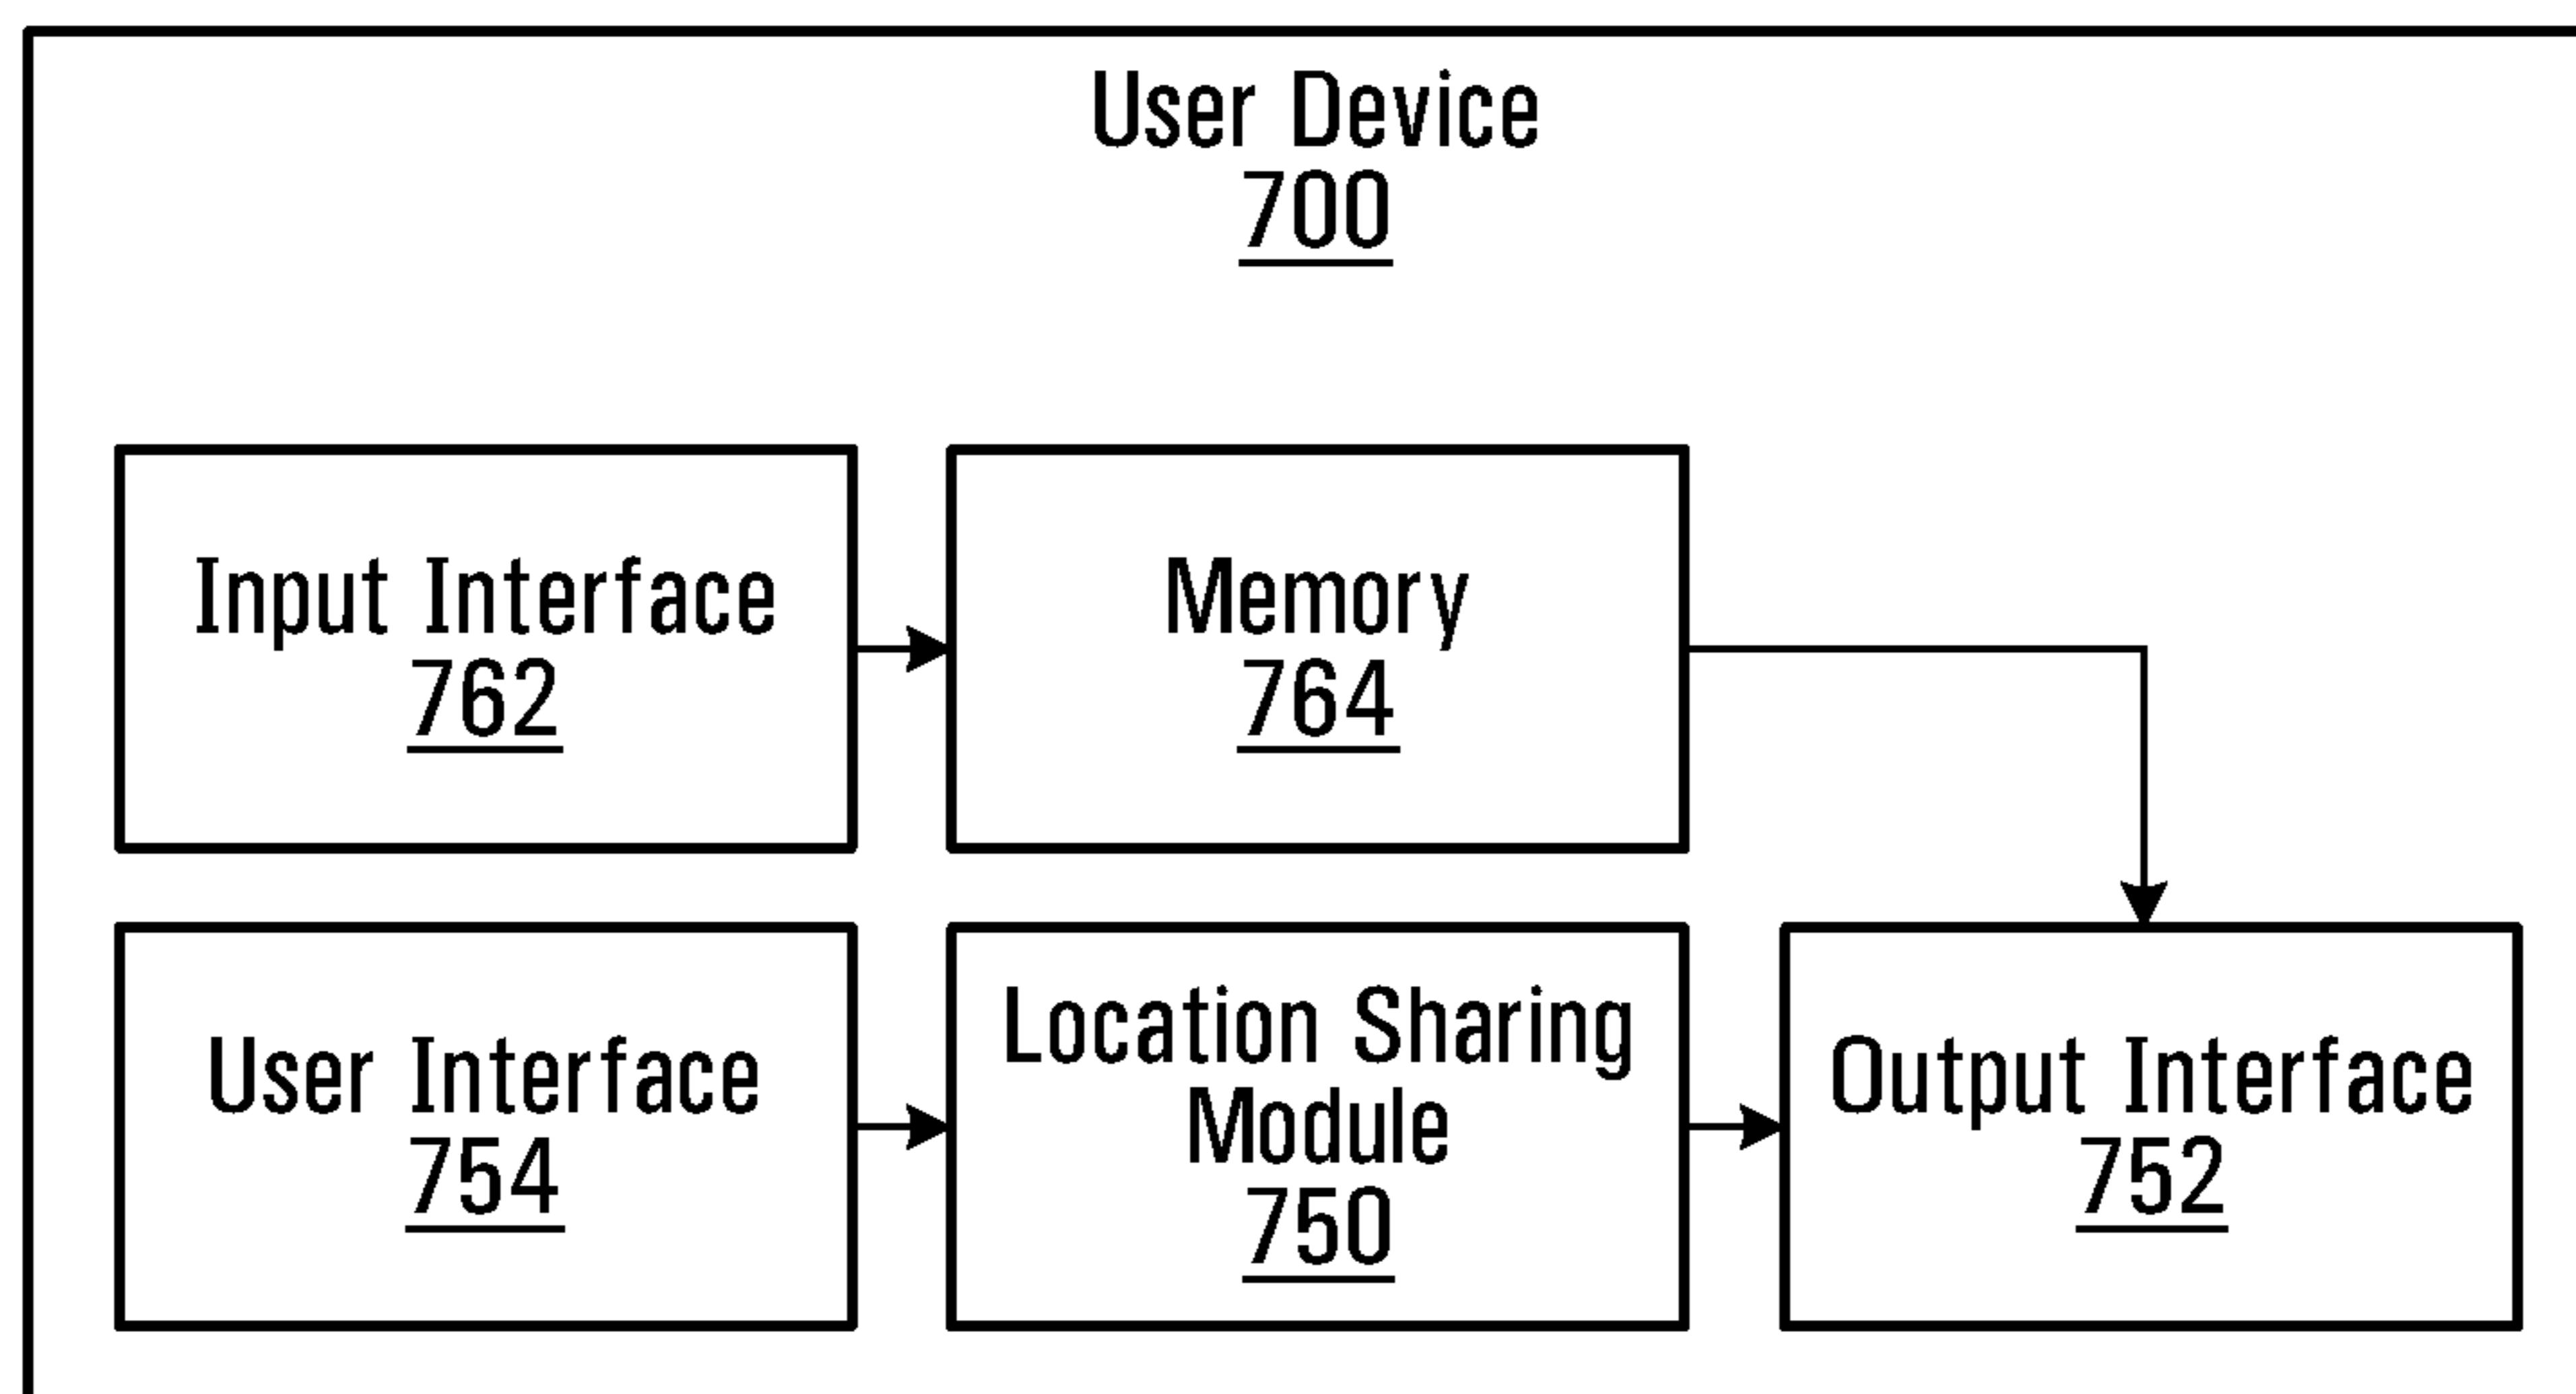 User Device
700
Input Interface
762
Memory
764
User Interface
754
Location Sharing
Module
750
Output Interface
752